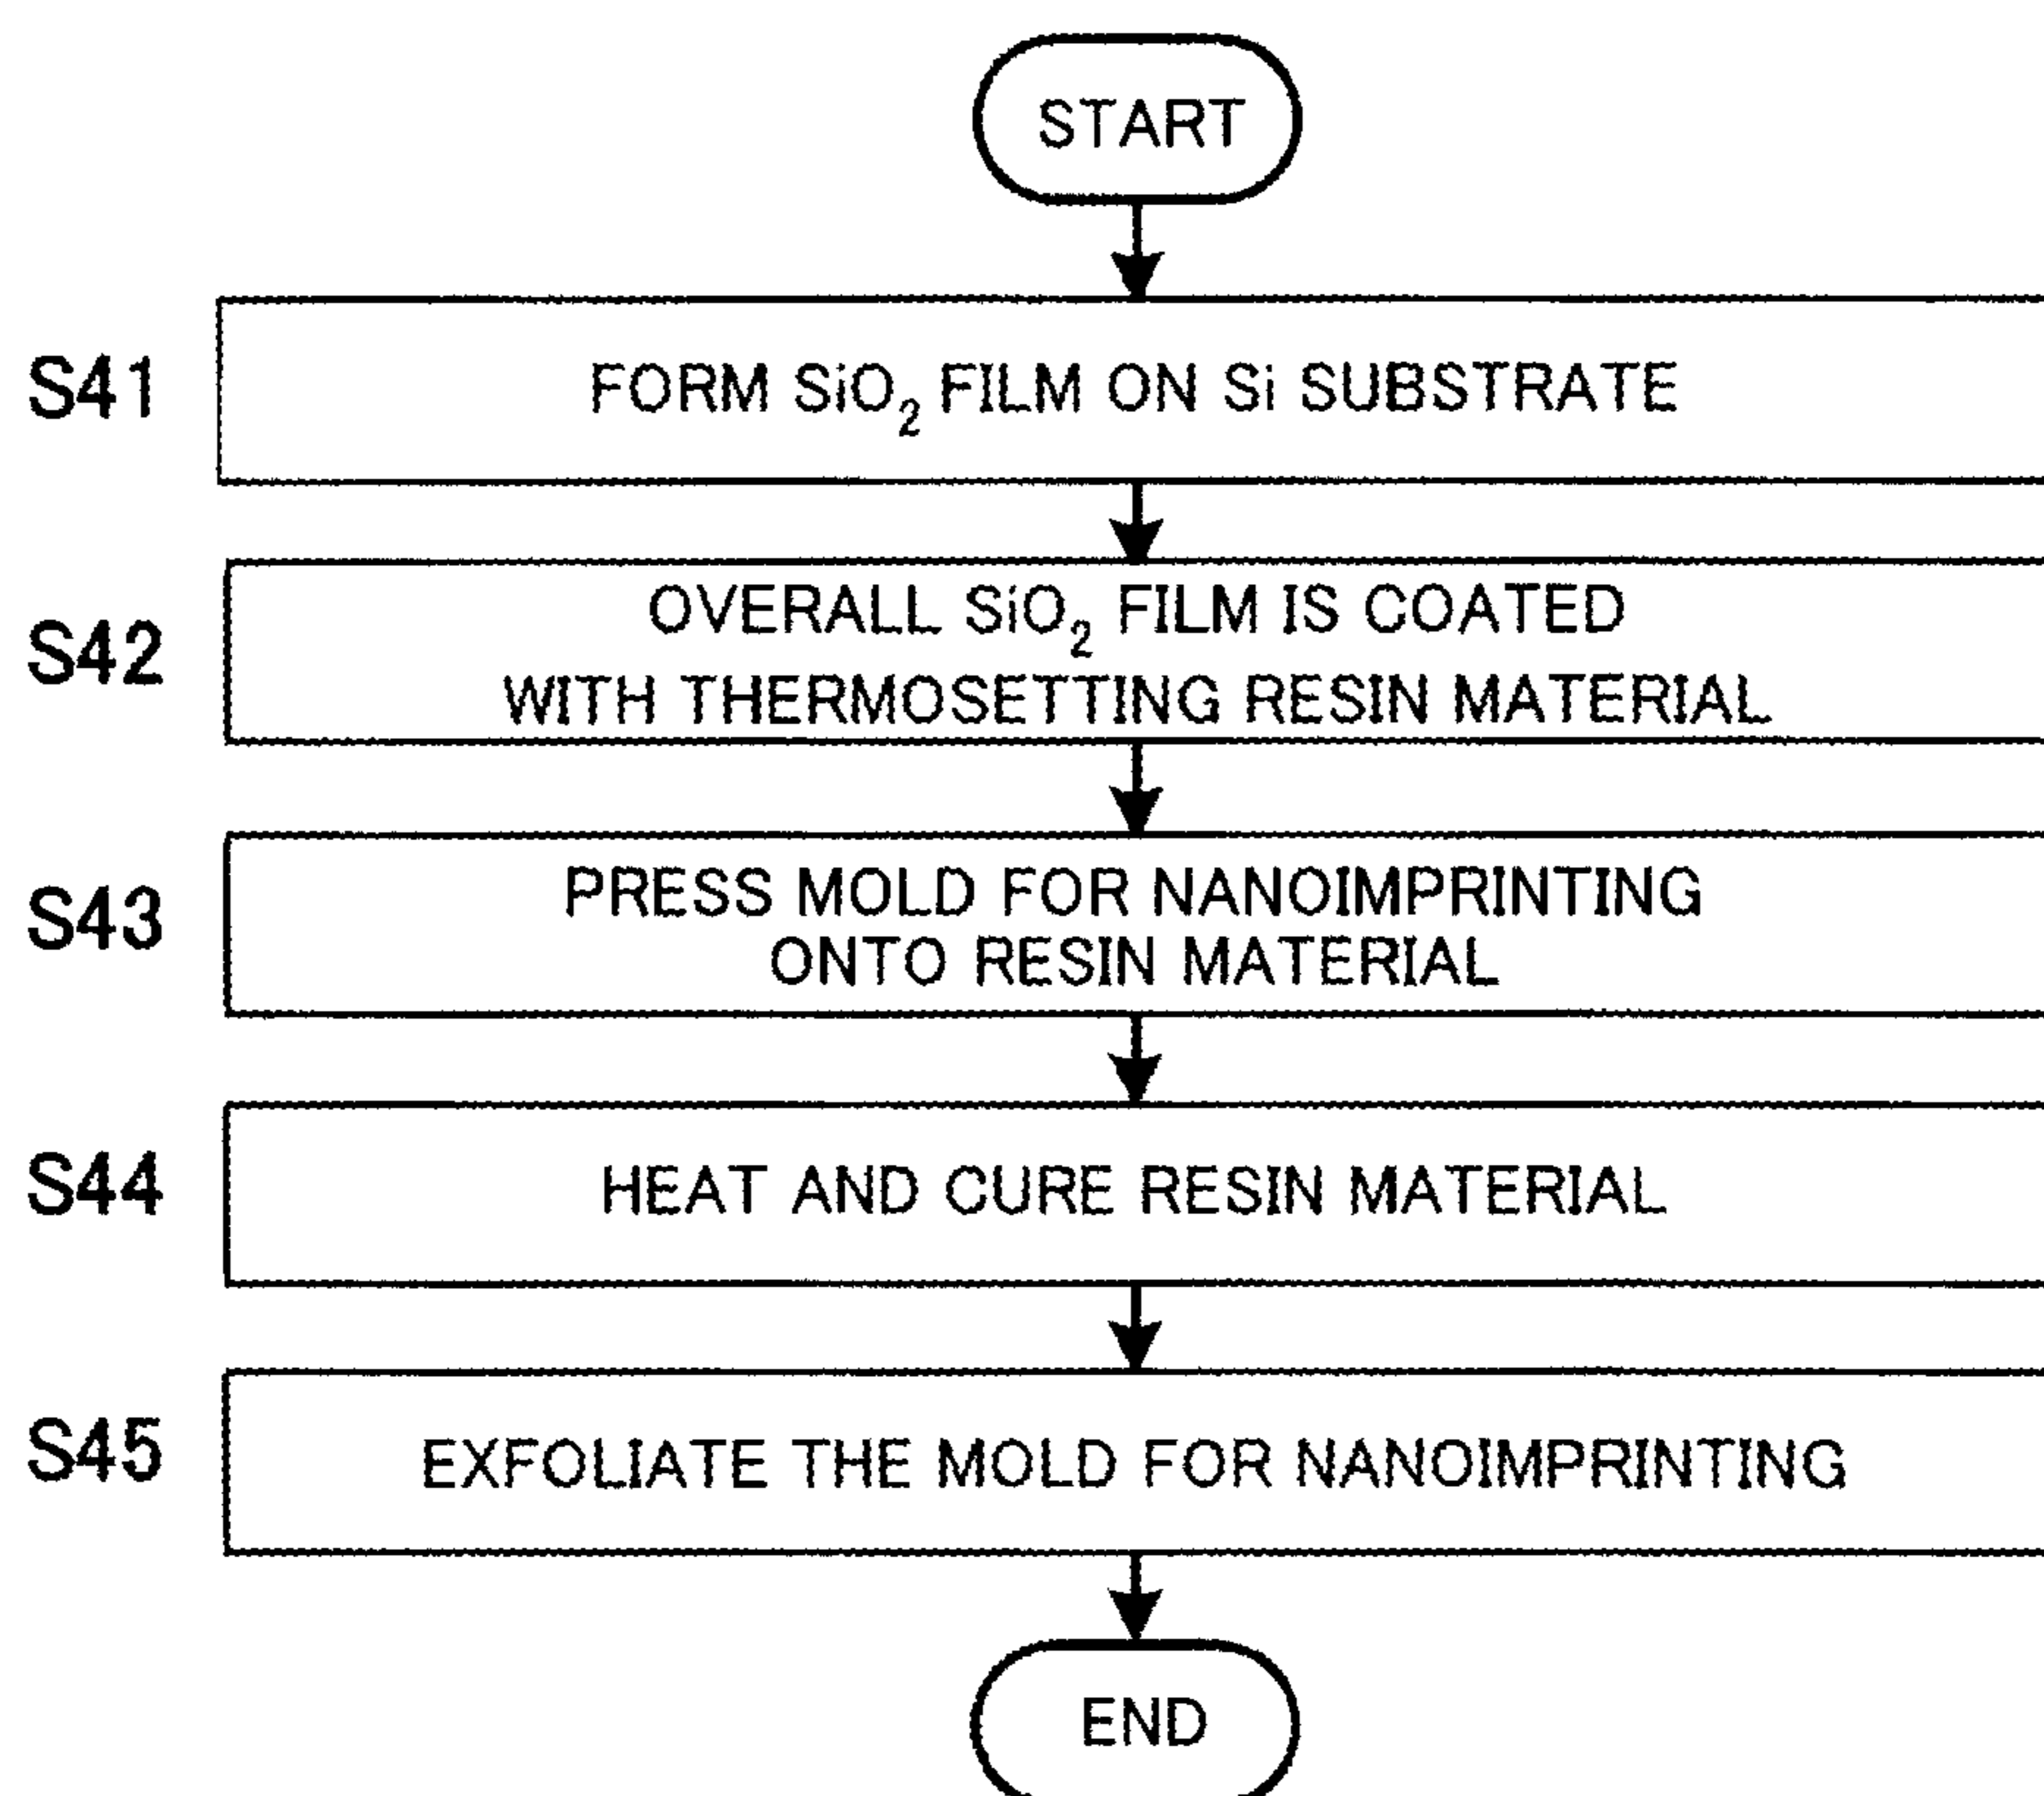 START
S41
FORM SiO₂ FILM ON Si SUBSTRATE
S42
OVERALL SiO₂ FILM IS COATED
WITH THERMOSETTING RESIN MATERIAL
S43
PRESS MOLD FOR NANOIMPRINTING
ONTO RESIN MATERIAL
S44
HEAT AND CURE RESIN MATERIAL
S45
EXFOLIATE THE MOLD FOR NANOIMPRINTING
END